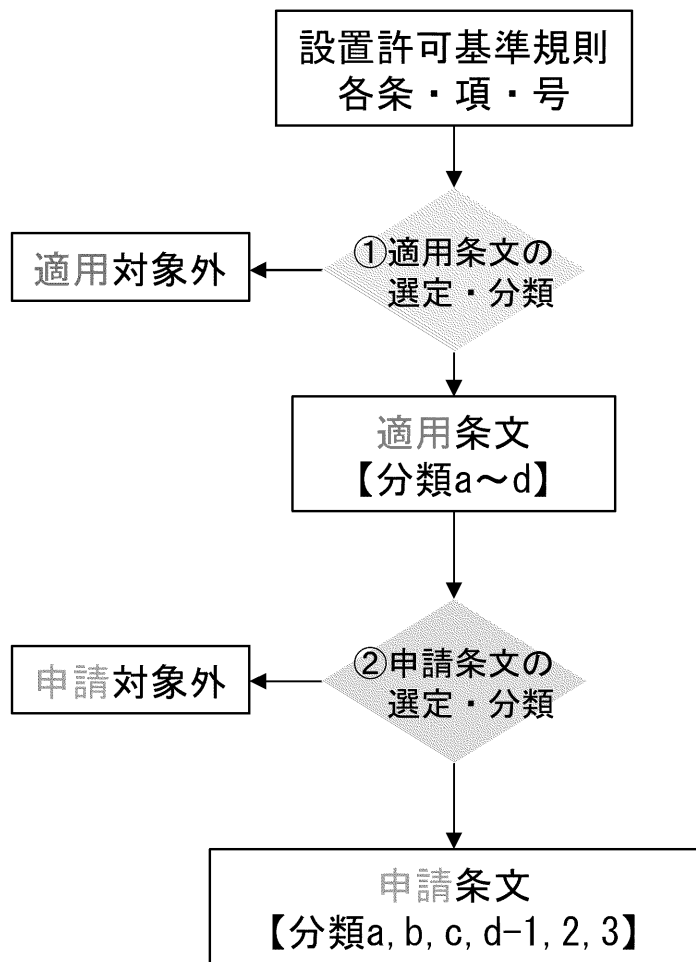 設置許可基準規則
各条・項・号
①適用条文の
選定・分類
適用対象外
適用条文
【分類a～d】
②申請条文の
選定・分類
申請対象外
申請条文
【分類a,b,c,d-1,2,3】